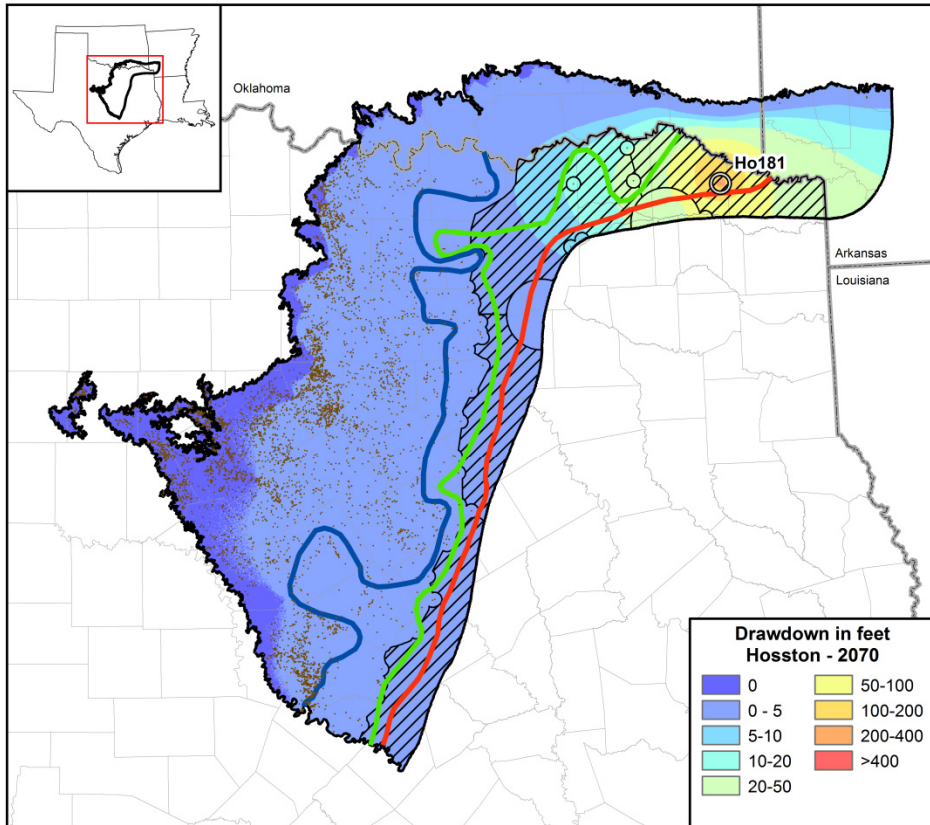 Oklahoma
Ho181
Arkansas
Louisiana
Drawdown in feet
Hosston - 2070
0
0 - 5
5-10
10-20
20-50
50-100
100-200
200-400
>400